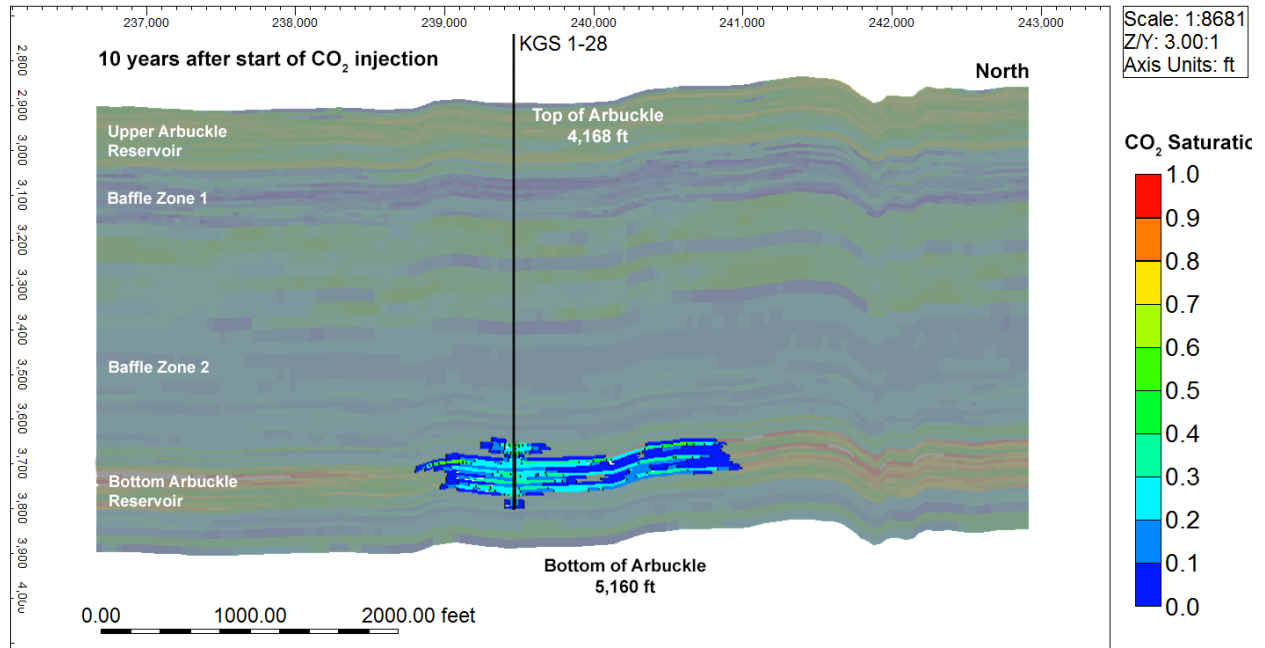 237,000 238,000 239,000 240,000 241,000 242,000 243,000
Scale: 1:8681
Z/Y: 3.00:1
Axis Units: ft
10 years after start of CO₂ injection
KGS 1-28
North
2,800
2,900
3,000
3,100
3,200
3,300
3,400
3,500
3,600
3,700
3,800
3,900
4,0u
Top of Arbuckle
4,168 ft
Upper Arbuckle
Reservoir
Baffle Zone 1
Baffle Zone 2
Bottom Arbuckle
Reservoir
Bottom of Arbuckle
5,160 ft
0.00 1000.00 2000.00 feet
CO₂ Saturatic
1.0
0.9
0.8
0.7
0.6
0.5
0.4
0.3
0.2
0.1
0.0